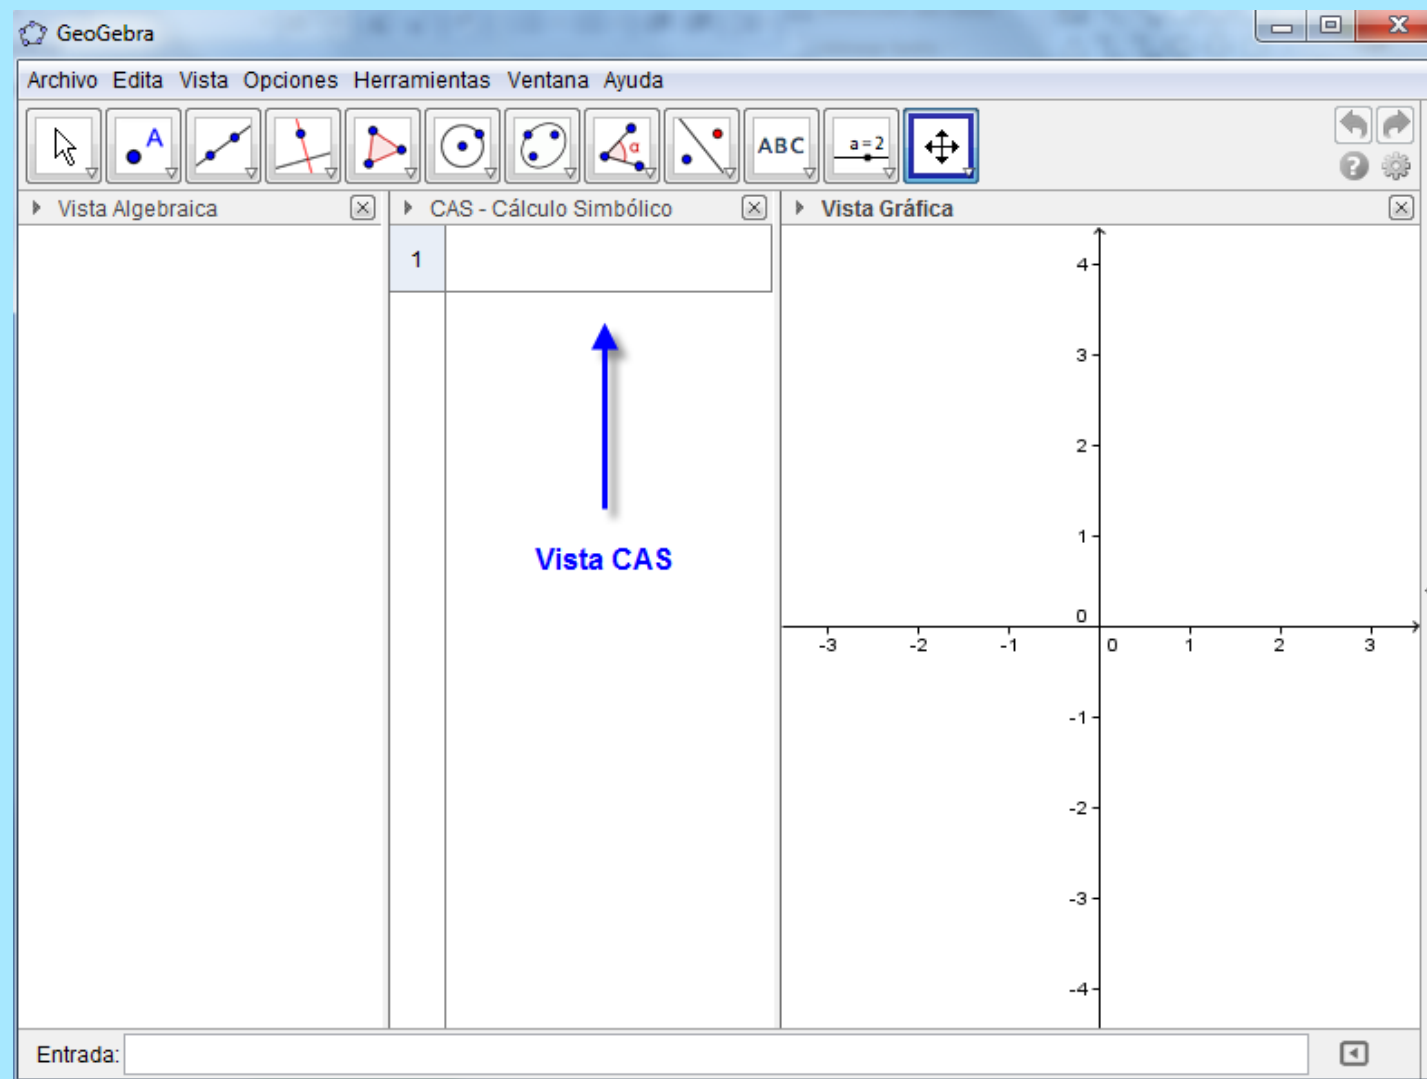 GeoGebra
Archivo Edita Vista Opciones Herramientas Ventana Ayuda
A α ABC a=2
Vista Algebraica
CAS - Cálculo Simbólico
Vista Gráfica
1
Vista CAS
4
3
2
1
0
-3 -2 -1 0 1 2 3
-1
-2
-3
-4
Entrada: